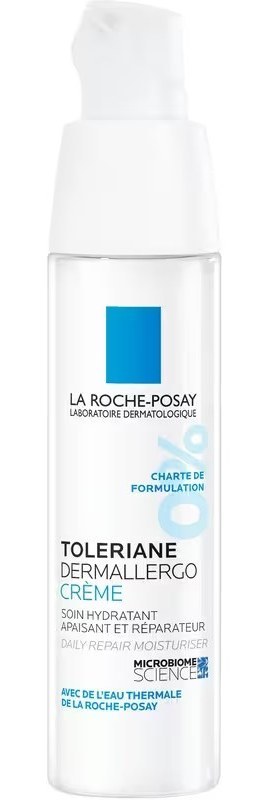 LA ROCHE-POSAY
LABORATOIRE DERMATOLOGIQUE
0%
CHARTE DE
FORMULATION
TOLERIANE
DERMALLERGO
CRÈME
SOIN HYDRATANT
APAISANT ET RÉPARATEUR
DAILY REPAIR MOISTURISER
MICROBIOME
SCIENCE
AVEC DE L'EAU THERMALE
DE LA ROCHE-POSAY